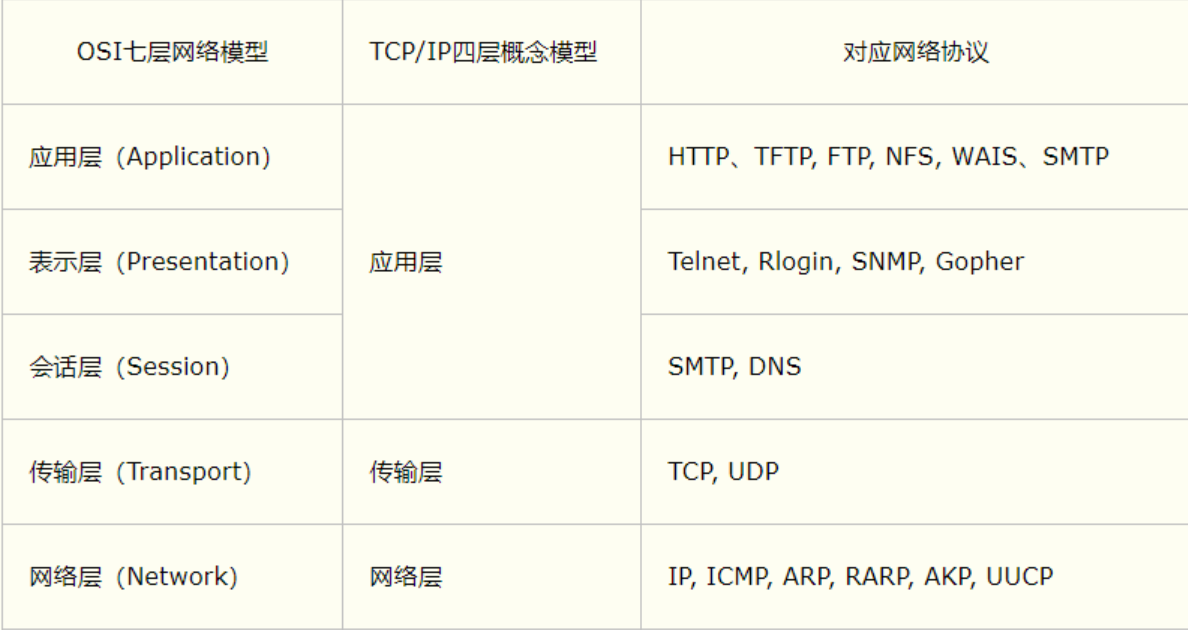 OSI七层网络模型 TCP/IP四层概念模型 对应网络协议
应用层（Application） HTTP、TFTP, FTP, NFS, WAIS、SMTP
表示层（Presentation） 应用层 Telnet, Rlogin, SNMP, Gopher
会话层（Session） SMTP, DNS
传输层（Transport） 传输层 TCP, UDP
网络层（Network） 网络层 IP, ICMP, ARP, RARP, AKP, UUCP